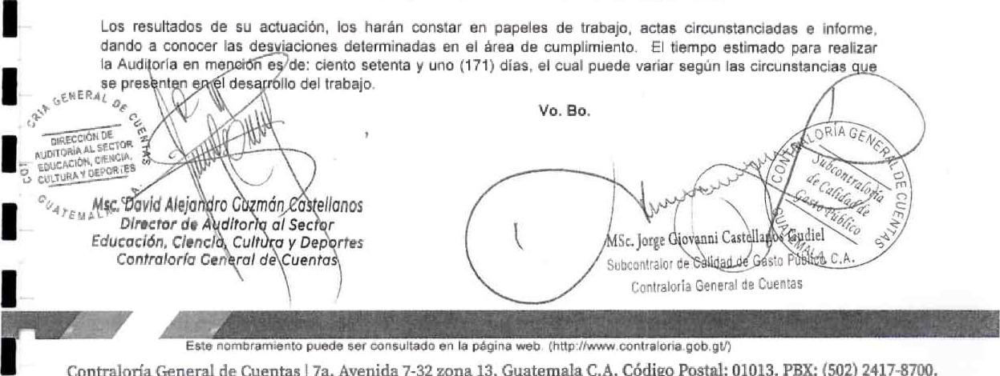 Los resultados de su actuación, los harán constar en papeles de trabajo, actas circunstanciadas e informe,
dando a conocer las desviaciones determinadas en el área de cumplimiento. El tiempo estimado para realizar
la Auditoría en mención es de: ciento setenta y uno (171) días, el cual puede variar según las circunstancias que
se presenten en el desarrollo del trabajo.
Vo. Bo.
GENERAL DE CUENTAS
DIRECCIÓN DE
AUDITORÍA AL SECTOR
EDUCACIÓN, CIENCIA,
CULTURA Y DEPORTES
GUATEMALA
Msc. David Alejandro Guzmán Castellanos
Director de Auditoría al Sector
Educación, Ciencia, Cultura y Deportes
Contraloría General de Cuentas
CONTRALORÍA GENERAL DE CUENTAS
Subcontraloría
de Calidad de
Gasto Público
GUATEMALA, C.A.
MSc. Jorge Giovanni Castellanos Gudiel
Subcontralor de Calidad de Gasto Público
Contraloría General de Cuentas
Este nombramiento puede ser consultado en la página web. (http://www.contraloria.gob.gt/)
Contraloría General de Cuentas | 7a. Avenida 7-32 zona 13, Guatemala C.A. Código Postal: 01013. PBX: (502) 2417-8700.